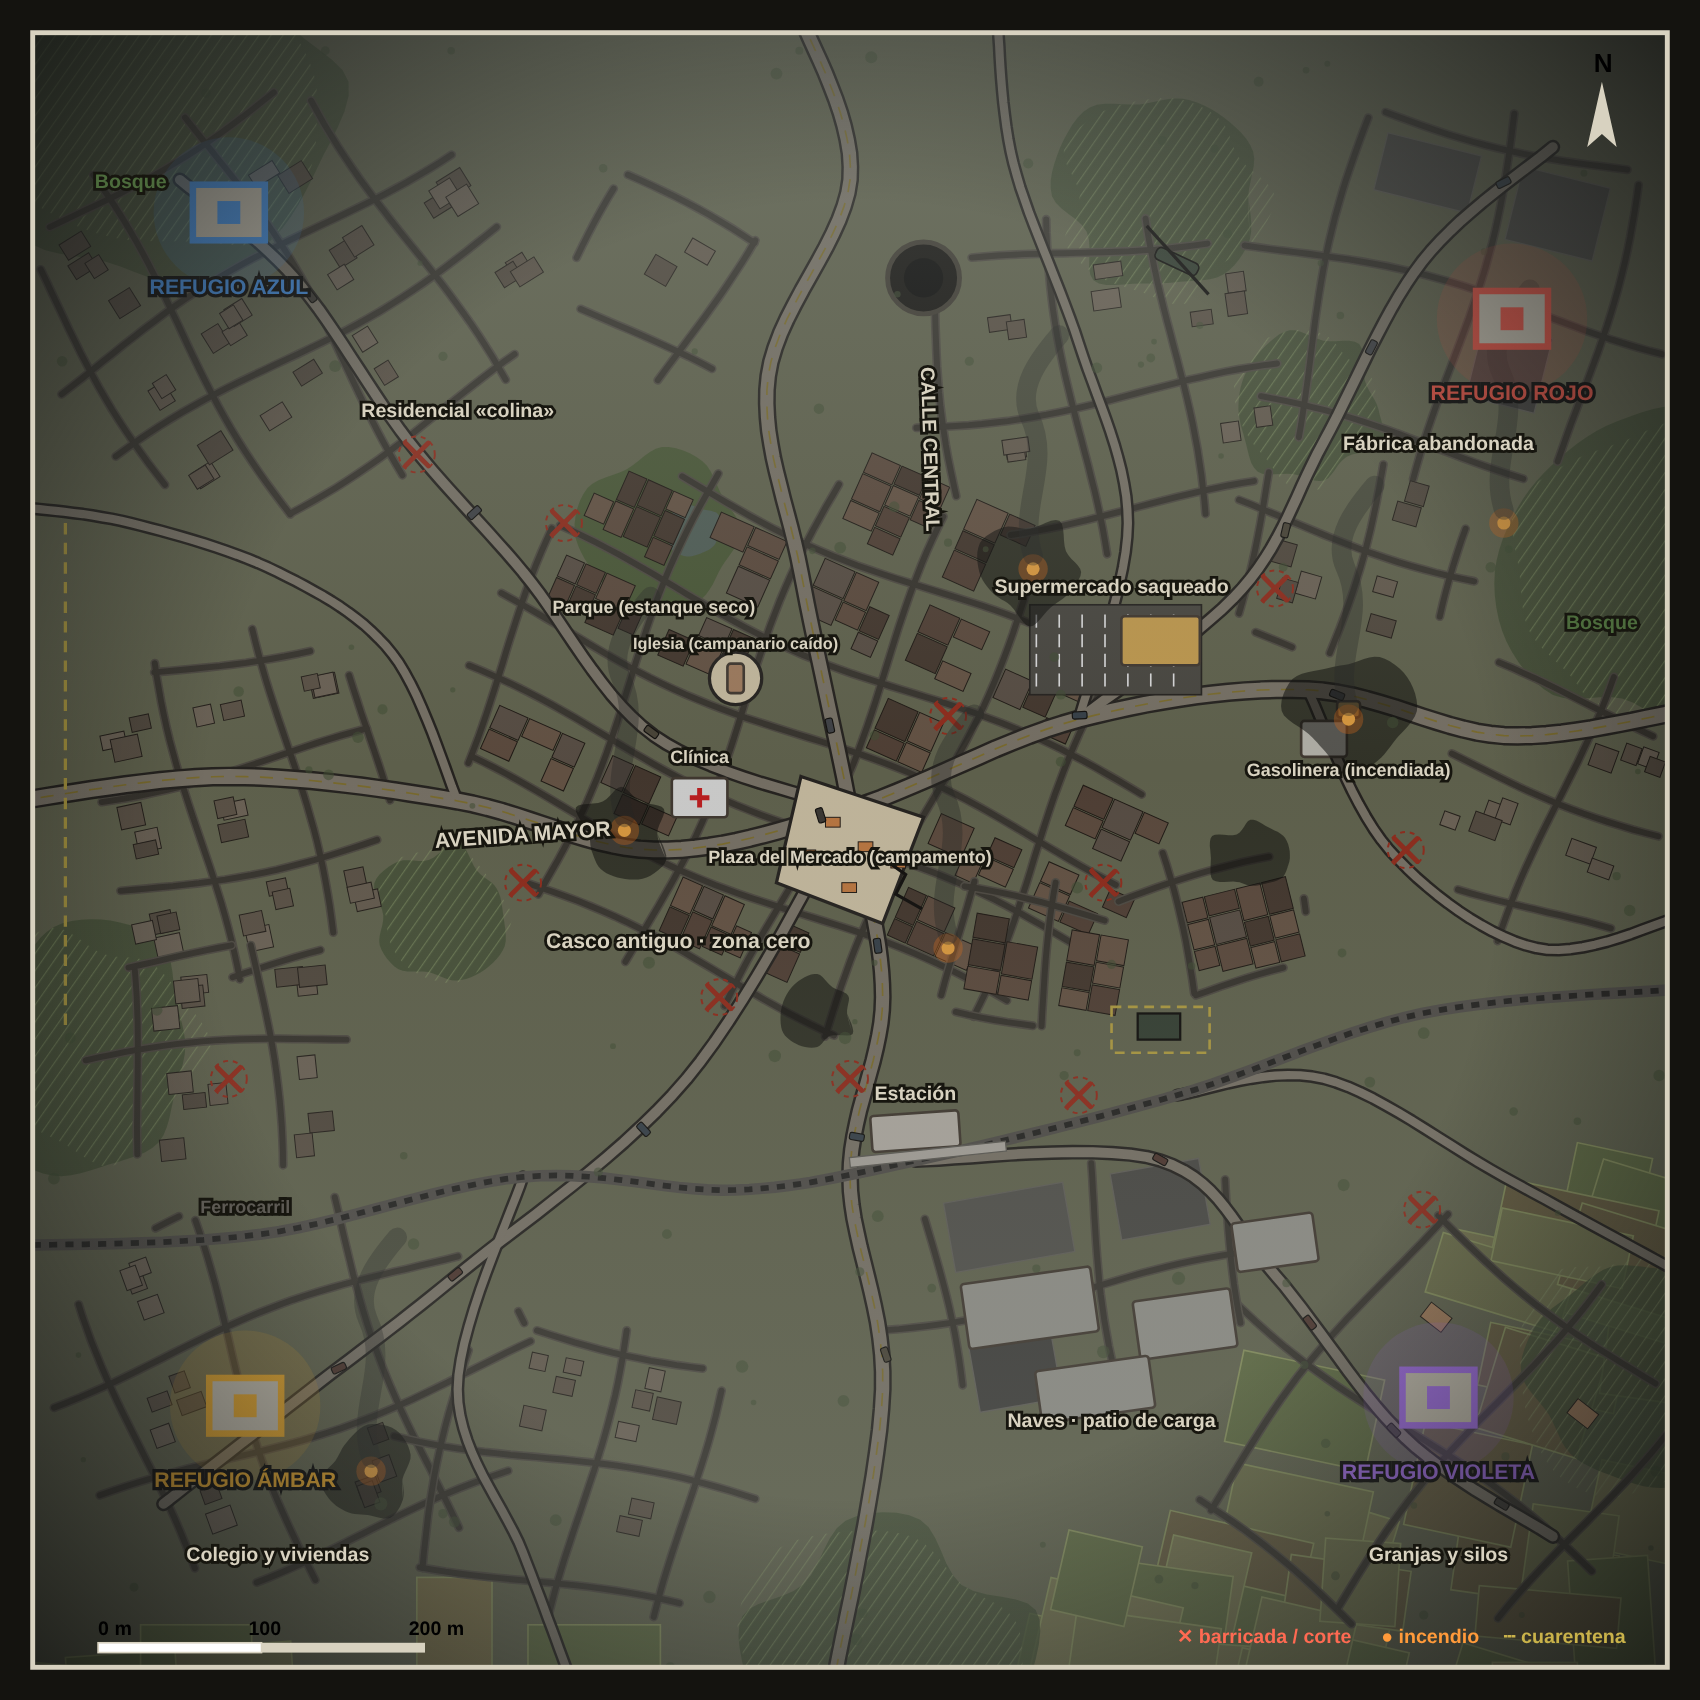 N
Bosque
REFUGIO AZUL
REFUGIO ROJO
Residencial «colina»
CALLE CENTRAL
Fábrica abandonada
Supermercado saqueado
Parque (estanque seco)
Bosque
Iglesia (campanario caído)
Clínica
Gasolinera (incendiada)
AVENIDA MAYOR
Plaza del Mercado (campamento)
Casco antiguo · zona cero
Estación
Ferrocarril
Naves · patio de carga
REFUGIO ÁMBAR
REFUGIO VIOLETA
Colegio y viviendas
Granjas y silos
0 m 100 200 m
✕ barricada / corte ● incendio ┅ cuarentena